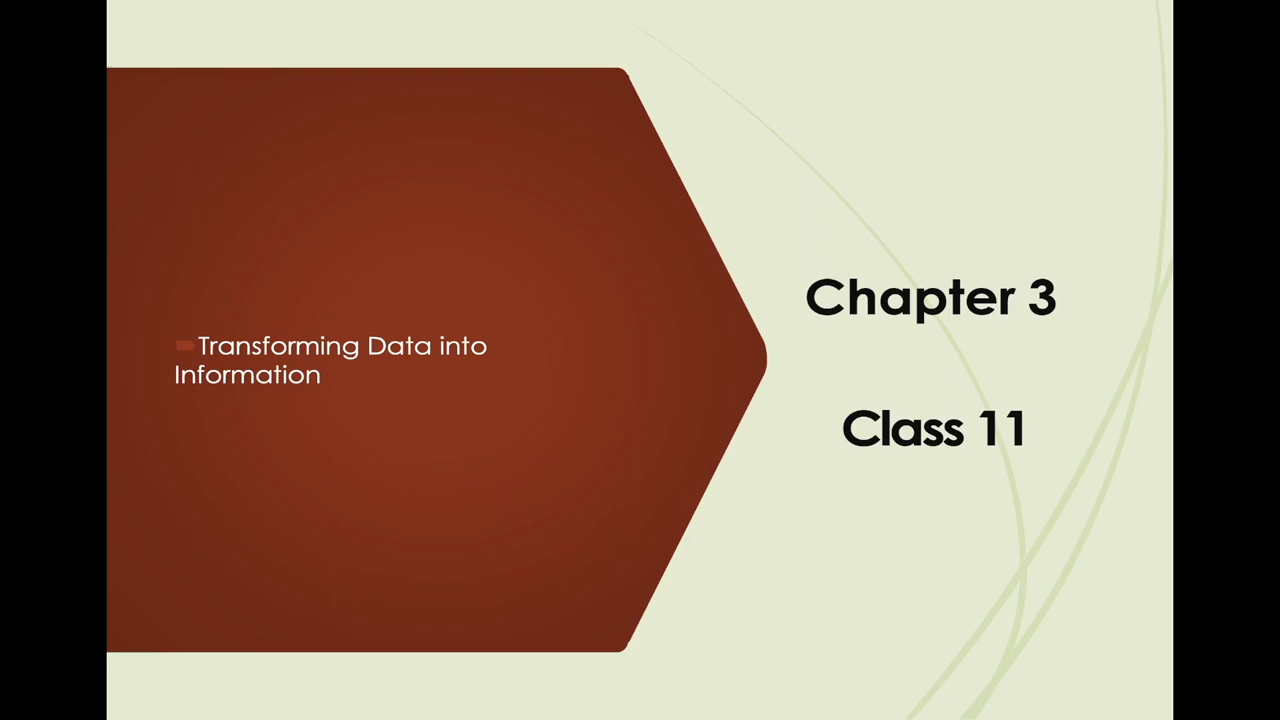 Transforming Data into
Information
Chapter 3
Class 11